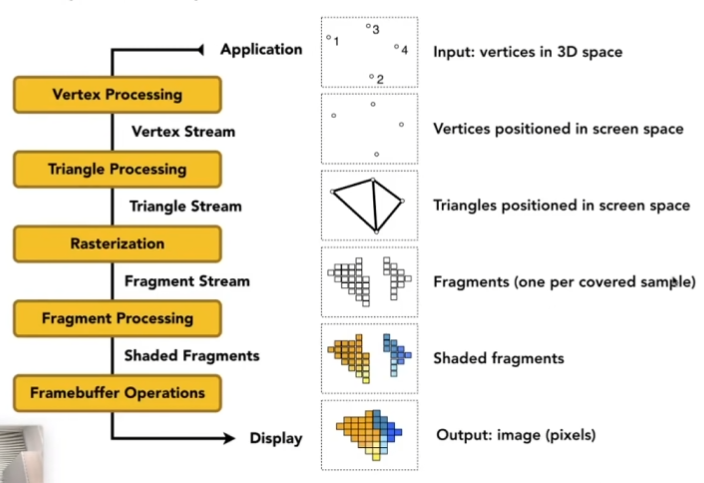 Application
1
3
4
2
Input: vertices in 3D space
Vertex Processing
Vertex Stream
Vertices positioned in screen space
Triangle Processing
Triangle Stream
Triangles positioned in screen space
Rasterization
Fragment Stream
Fragments (one per covered sample)
Fragment Processing
Shaded Fragments
Shaded fragments
Framebuffer Operations
Display
Output: image (pixels)